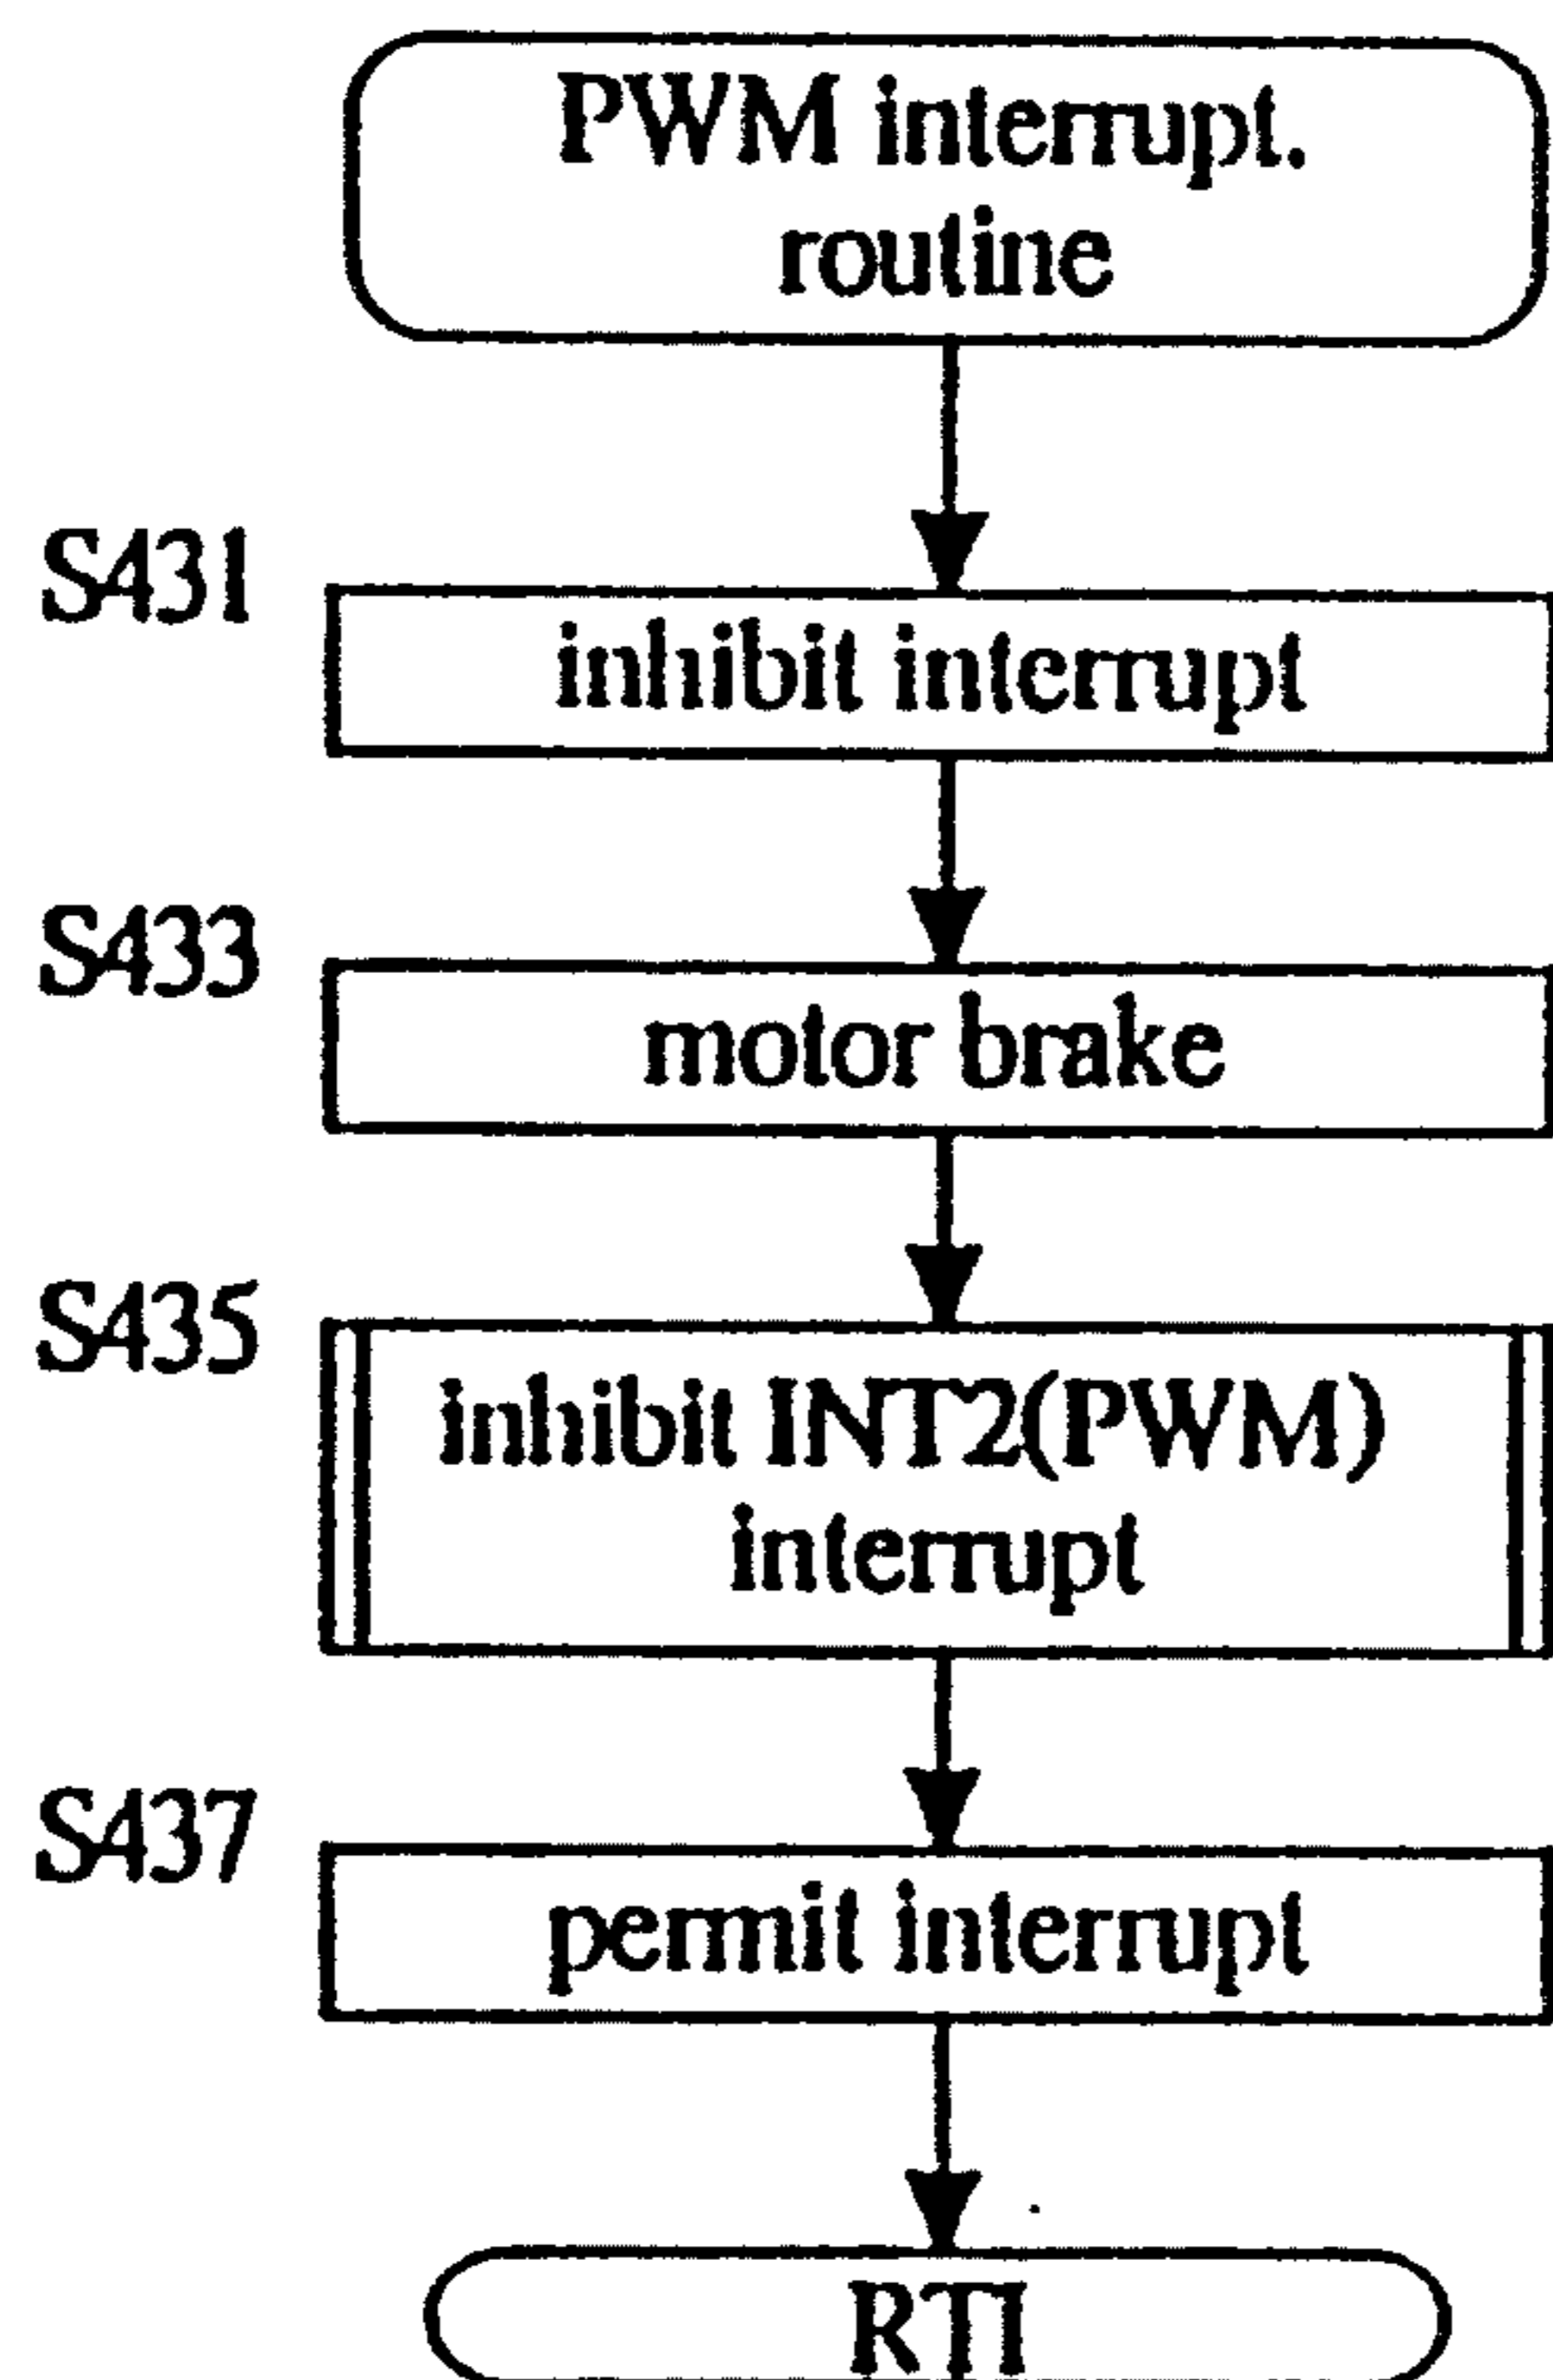 PWM interrupt.
routine
S431
inhibit interrupt
S433
motor brake
S435
inhibit INT2(PWM)
interrupt
S437
permit interrupt
RTI